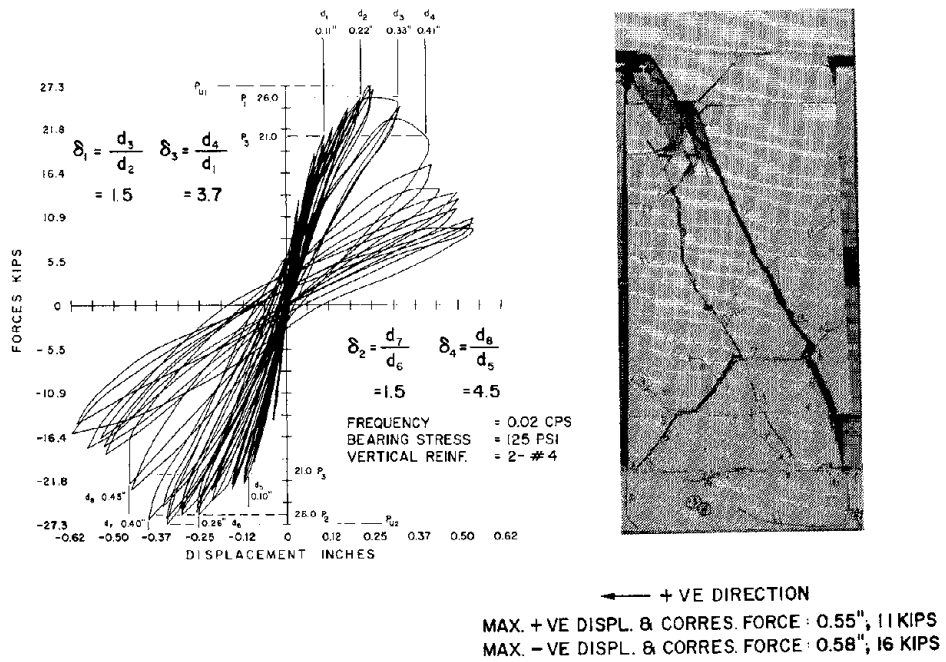 d₁ d₂ d₃ d₄
0.11" 0.22" 0.33" 0.41"
27.3 Pu1
P₁ 26.0
21.8 P₃ 21.0
δ₁ = d₃/d₂ δ₃ = d₄/d₁
16.4
= 1.5 = 3.7
10.9
5.5
0
FORCES KIPS
-5.5
δ₂ = d₇/d₆ δ₄ = d₈/d₅
-10.9
= 1.5 = 4.5
FREQUENCY = 0.02 CPS
-16.4
BEARING STRESS = 125 PSI
VERTICAL REINF. = 2-#4
21.0 P₃
-21.8
d₈ 0.45" d₅ 0.10"
-27.3 d₇ 0.40" 0.26" d₆ 26.0 P₂ Pu2
-0.62 -0.50 -0.37 -0.25 -0.12 0 0.12 0.25 0.37 0.50 0.62
DISPLACEMENT INCHES
+VE DIRECTION
MAX. +VE DISPL. & CORRES. FORCE: 0.55", 11 KIPS
MAX. -VE DISPL. & CORRES. FORCE: 0.58", 16 KIPS